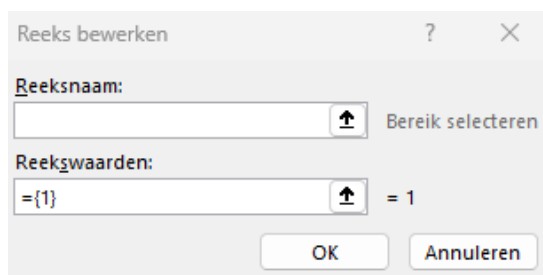 Reeks bewerken ? ×
Reeksnaam:
Bereik selecteren
Reekswaarden:
={1} = 1
OK Annuleren